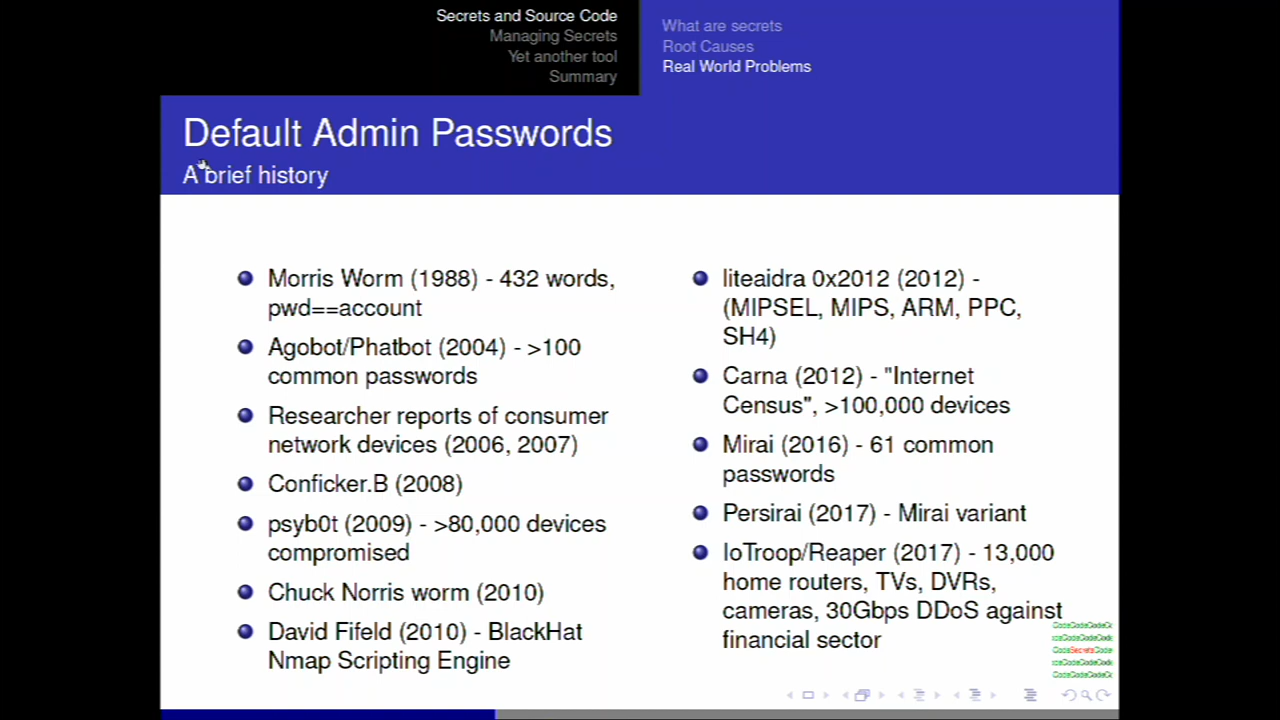 Secrets and Source Code
Managing Secrets
Yet another tool
Summary
What are secrets
Root Causes
Real World Problems
Default Admin Passwords
A brief history
Morris Worm (1988) - 432 words,
pwd==account
Agobot/Phatbot (2004) - >100
common passwords
Researcher reports of consumer
network devices (2006, 2007)
Conficker.B (2008)
psyb0t (2009) - >80,000 devices
compromised
Chuck Norris worm (2010)
David Fifeld (2010) - BlackHat
Nmap Scripting Engine
liteaidra 0x2012 (2012) -
(MIPSEL, MIPS, ARM, PPC,
SH4)
Carna (2012) - "Internet
Census", >100,000 devices
Mirai (2016) - 61 common
passwords
Persirai (2017) - Mirai variant
IoTroop/Reaper (2017) - 13,000
home routers, TVs, DVRs,
cameras, 30Gbps DDoS against
financial sector
CodeSecretsCode